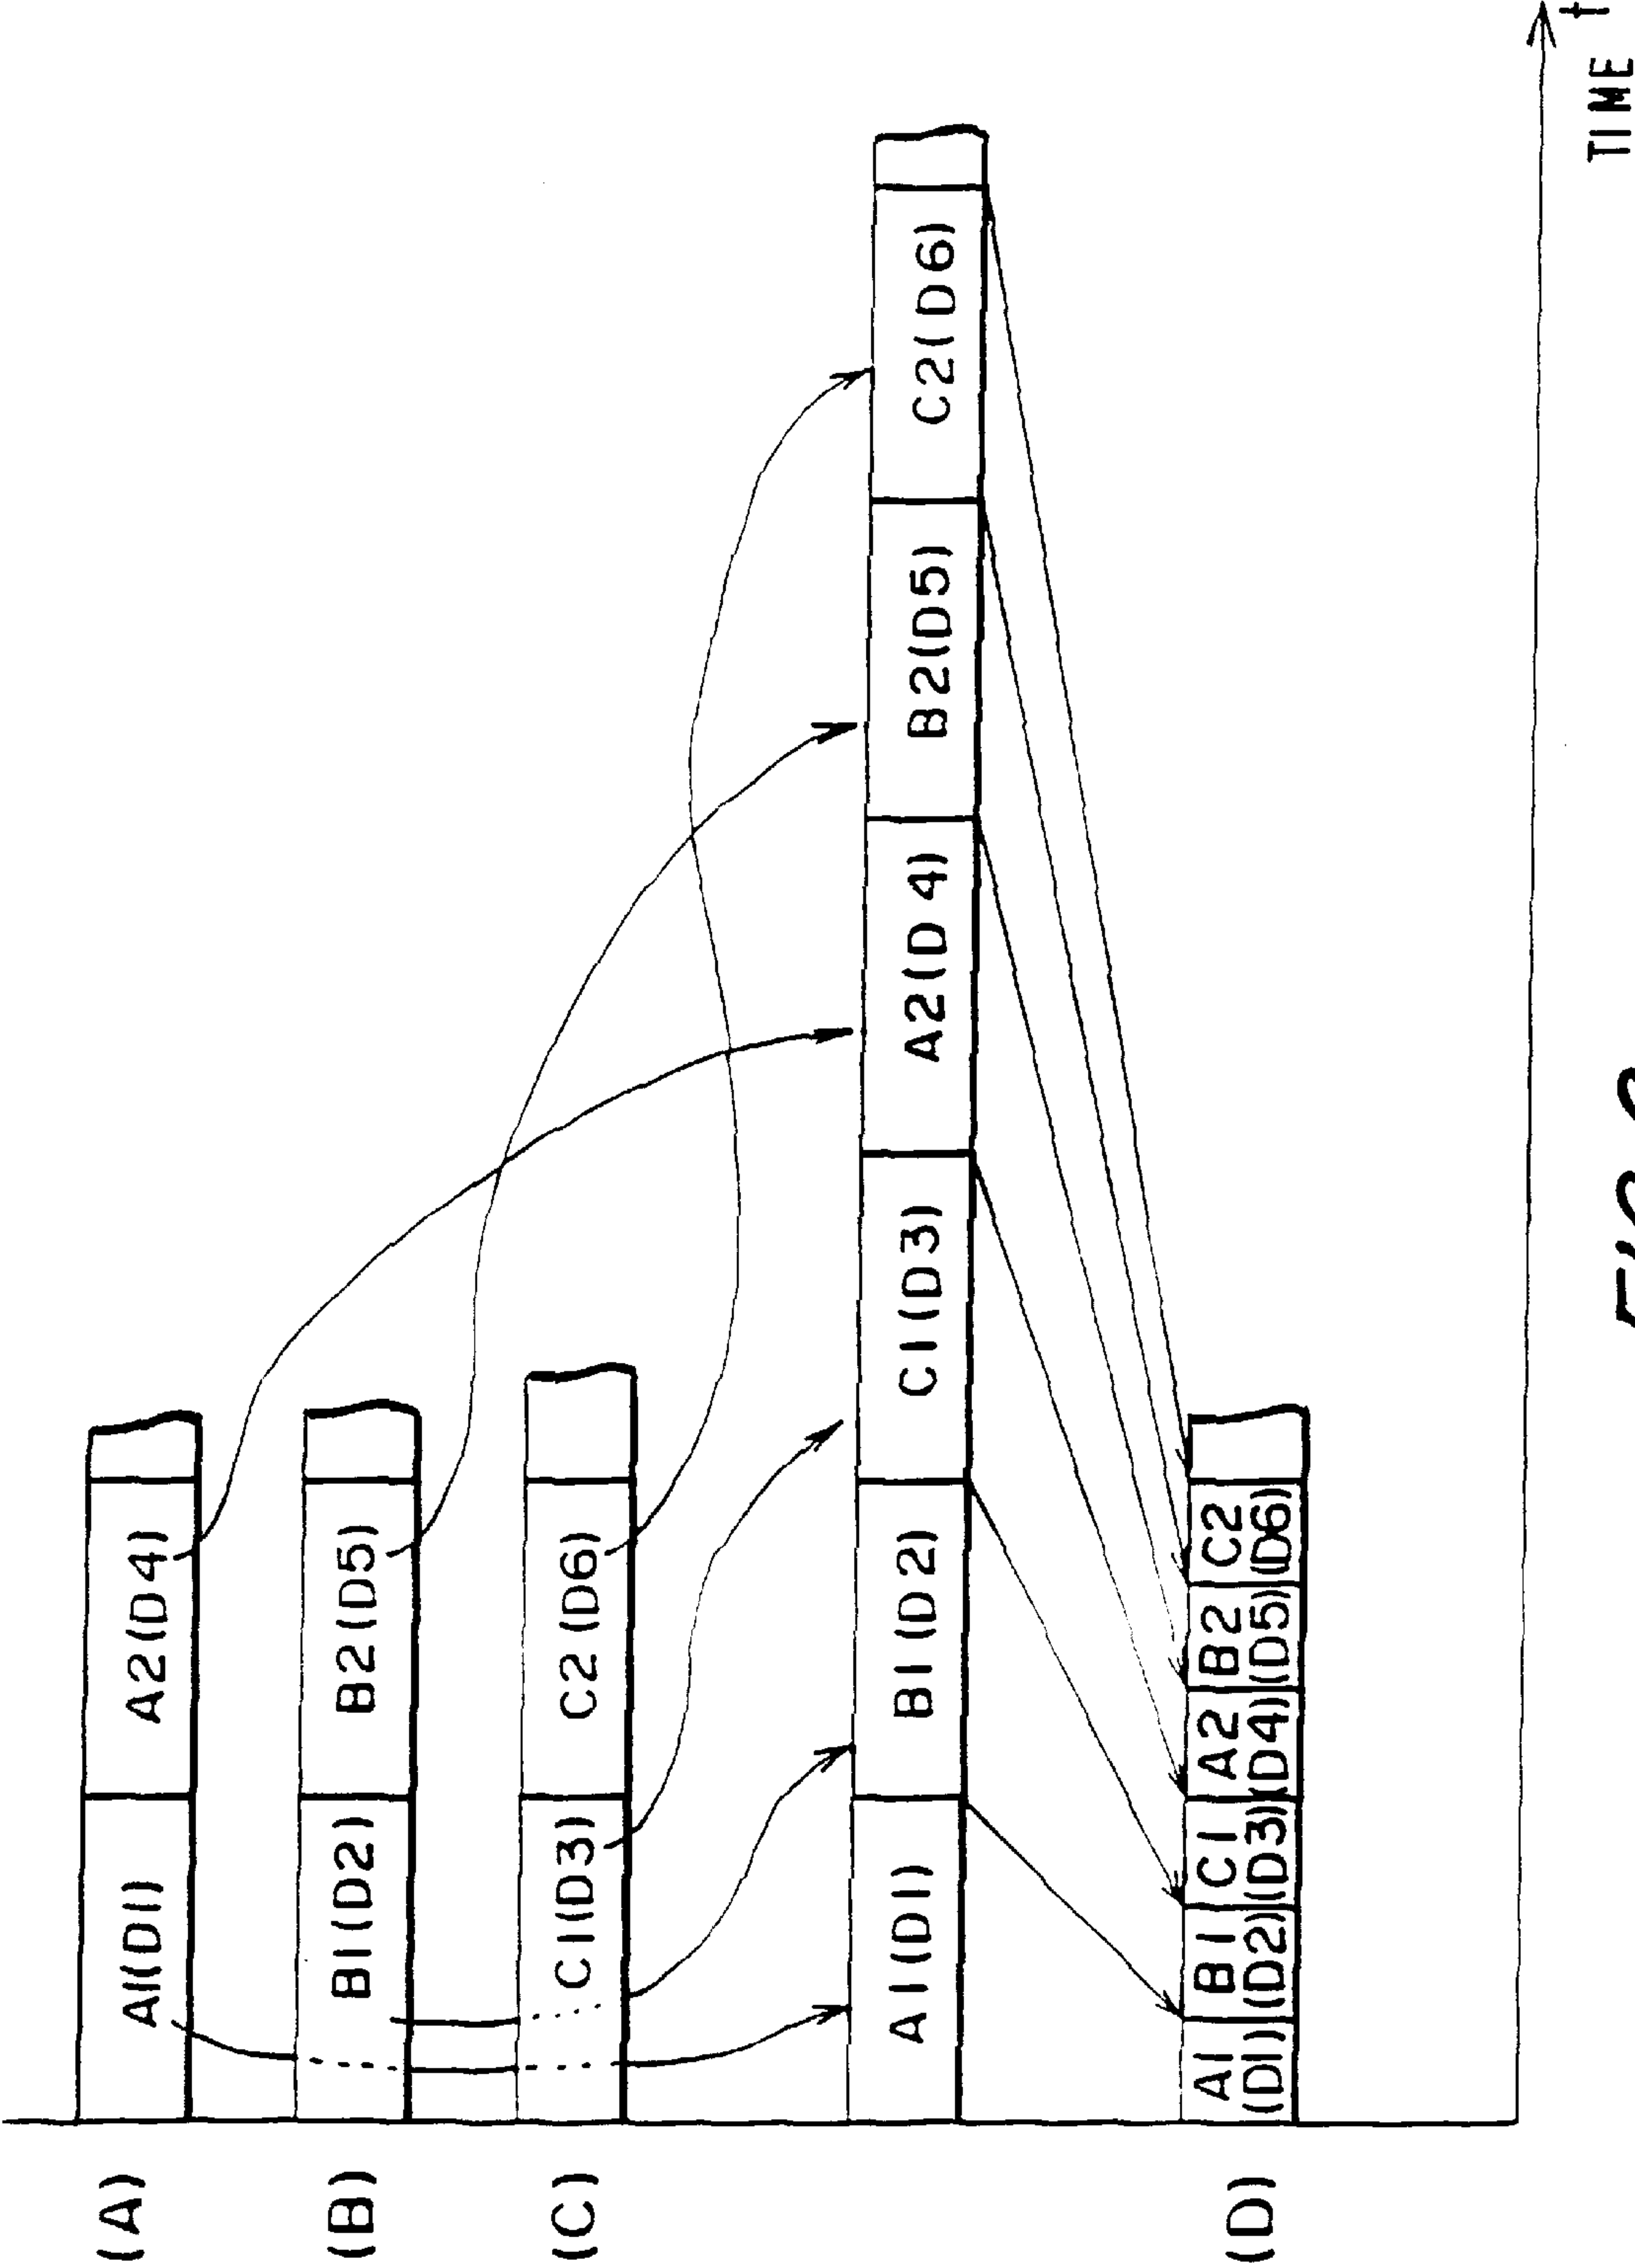 (A) A1(D1) A2(D4)
(B) B1(D2) B2(D5)
(C) C1(D3) C2(D6)
A1(D1) B1(D2) C1(D3) A2(D4) B2(D5) C2(D6)
(D) A1 B1 C1 A2 B2 C2
(D1) (D2) (D3) (D4) (D5) (D6)
TIME t